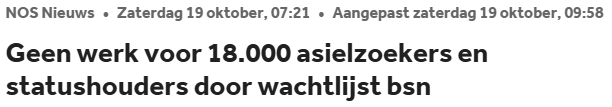 NOS Nieuws • Zaterdag 19 oktober, 07:21 • Aangepast zaterdag 19 oktober, 09:58
Geen werk voor 18.000 asielzoekers en
statushouders door wachtlijst bsn